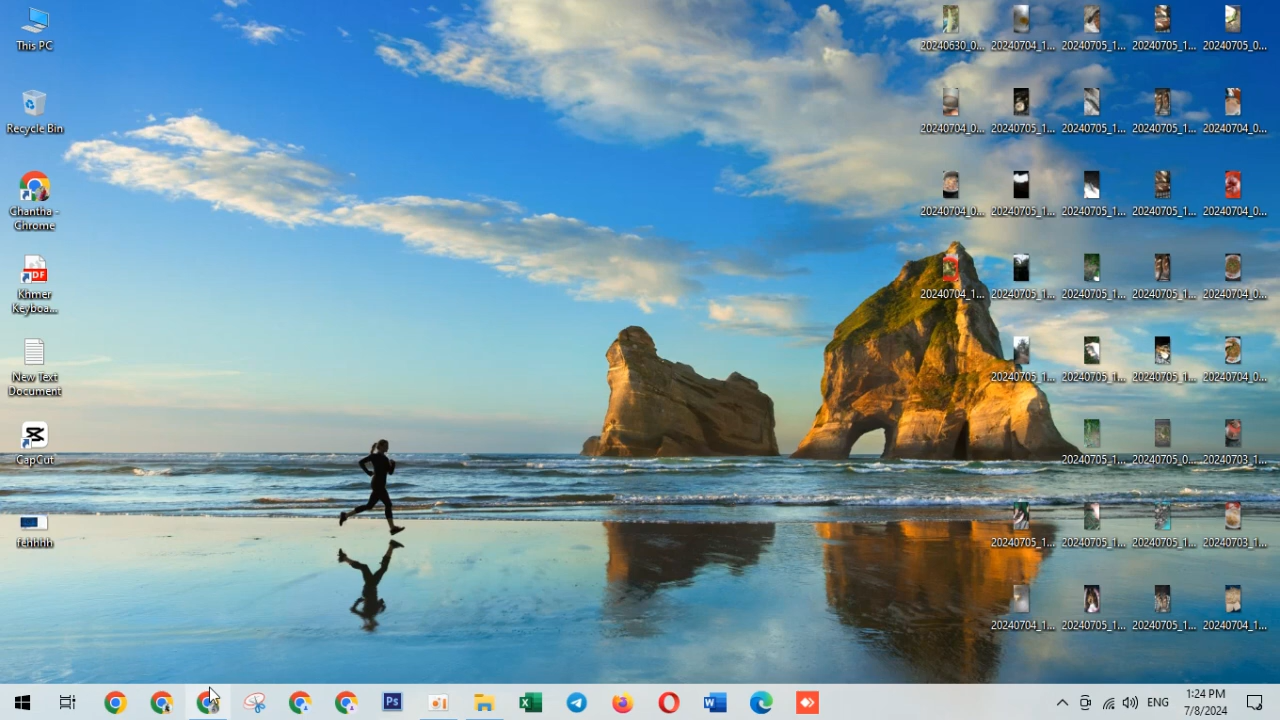 This PC
Recycle Bin
Chantha -
Chrome
Khmer
Keyboa...
New Text
Document
CapCut
fehhhh
20240630_0... 20240704_1... 20240705_1... 20240705_1... 20240705_0...
20240704_0... 20240705_1... 20240705_1... 20240705_1... 20240704_0...
20240704_0... 20240705_1... 20240705_1... 20240705_1... 20240704_0...
20240704_1... 20240705_1... 20240705_1... 20240705_1... 20240704_0...
20240705_1... 20240705_1... 20240705_1... 20240704_0...
20240705_1... 20240705_0... 20240703_1...
20240705_1... 20240705_1... 20240705_1... 20240703_1...
20240704_1... 20240705_1... 20240705_1... 20240704_1...
ENG
1:24 PM
7/8/2024